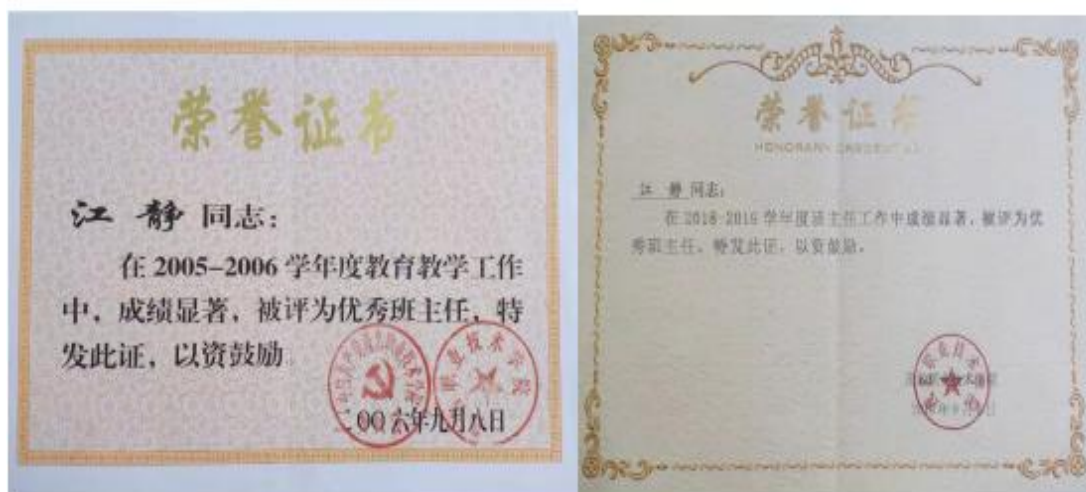 荣誉证书
江 静 同志：
在 2005-2006 学年度教育教学工作
中，成绩显著，被评为优秀班主任，特
发此证，以资鼓励
二〇〇六年九月八日
荣誉证书
HONORARY CREDENTIAL
江 静 同志：
在 2018-2019 学年度班主任工作中成绩显著，被评为优
秀班主任。特发此证，以资鼓励。